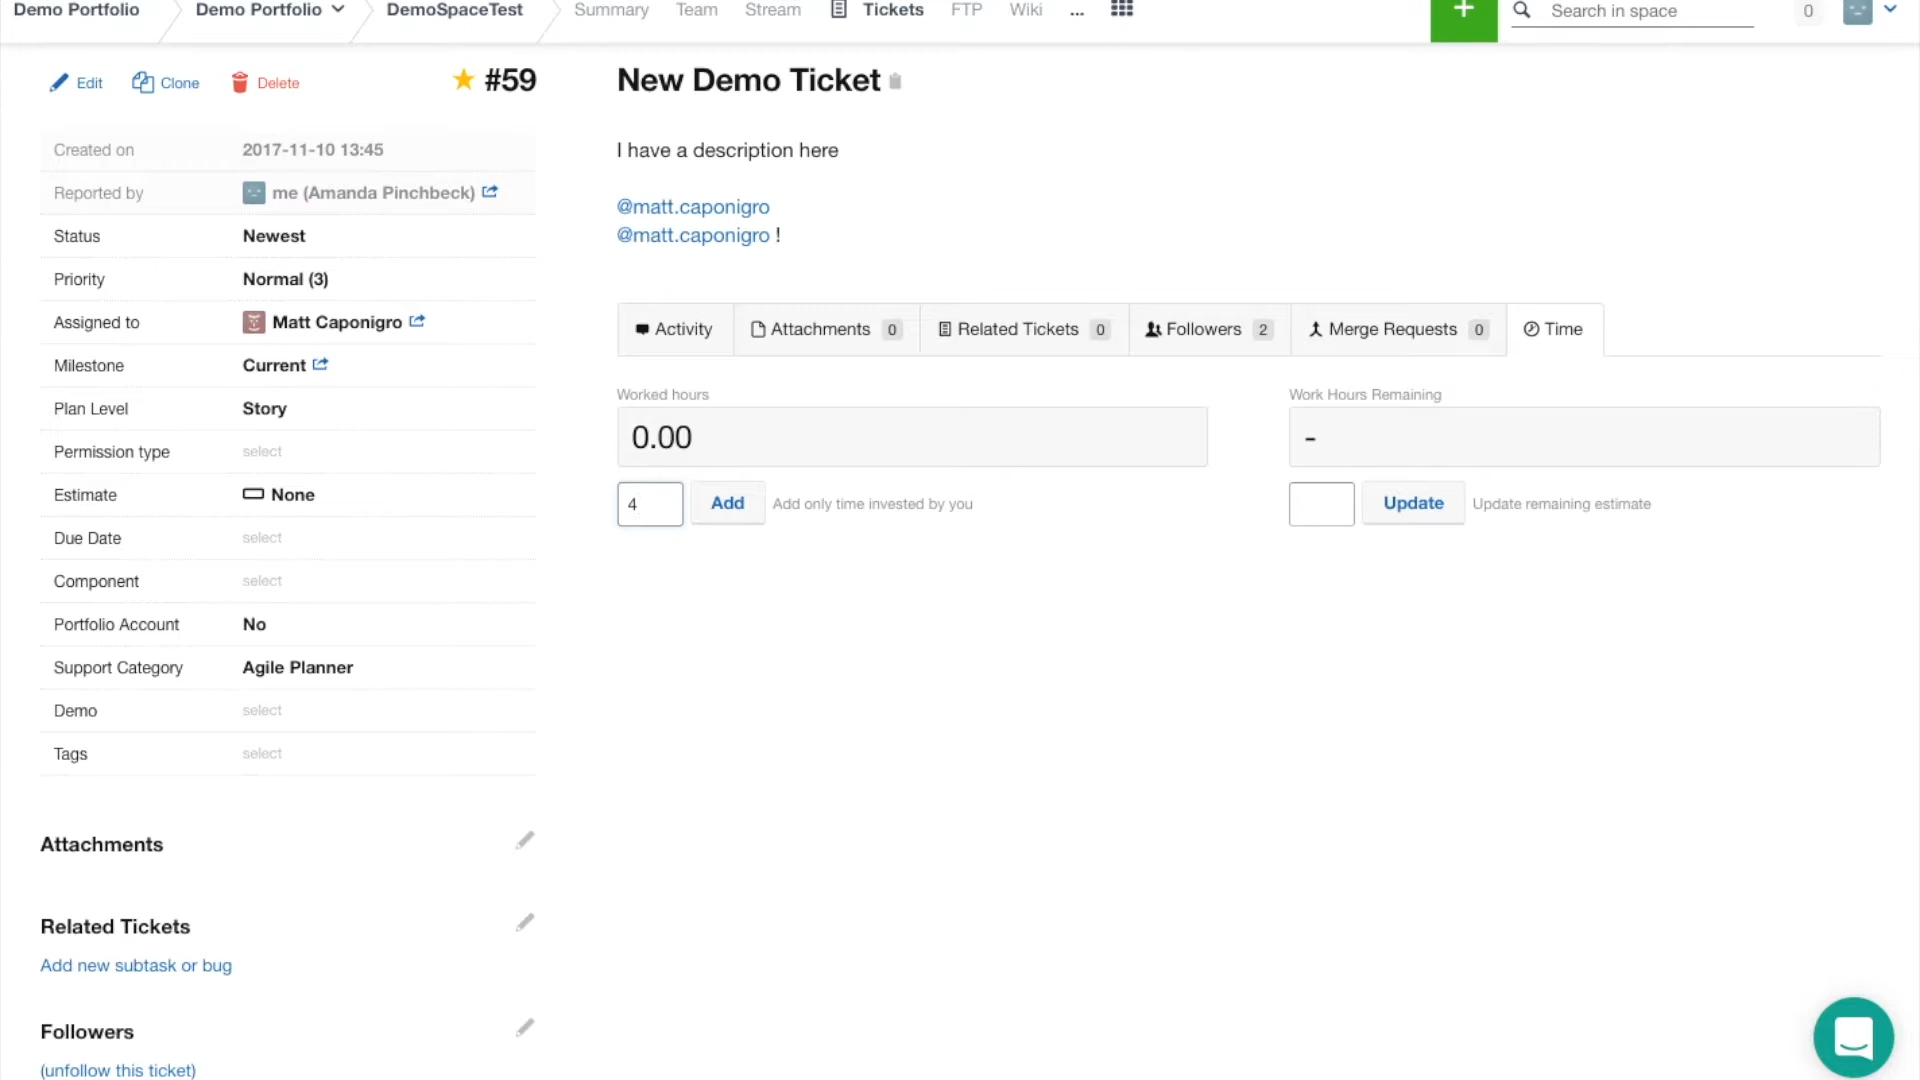 Demo Portfolio Demo Portfolio DemoSpaceTest Summary Team Stream Tickets FTP Wiki ... + Search in space 0
Edit Clone Delete #59
New Demo Ticket
Created on 2017-11-10 13:45
Reported by me (Amanda Pinchbeck)
Status Newest
Priority Normal (3)
Assigned to Matt Caponigro
Milestone Current
Plan Level Story
Permission type select
Estimate None
Due Date select
Component select
Portfolio Account No
Support Category Agile Planner
Demo select
Tags select
Attachments
Related Tickets
Add new subtask or bug
Followers
(unfollow this ticket)
I have a description here
@matt.caponigro
@matt.caponigro !
Activity Attachments 0 Related Tickets 0 Followers 2 Merge Requests 0 Time
Worked hours
0.00
4 Add Add only time invested by you
Work Hours Remaining
-
Update Update remaining estimate